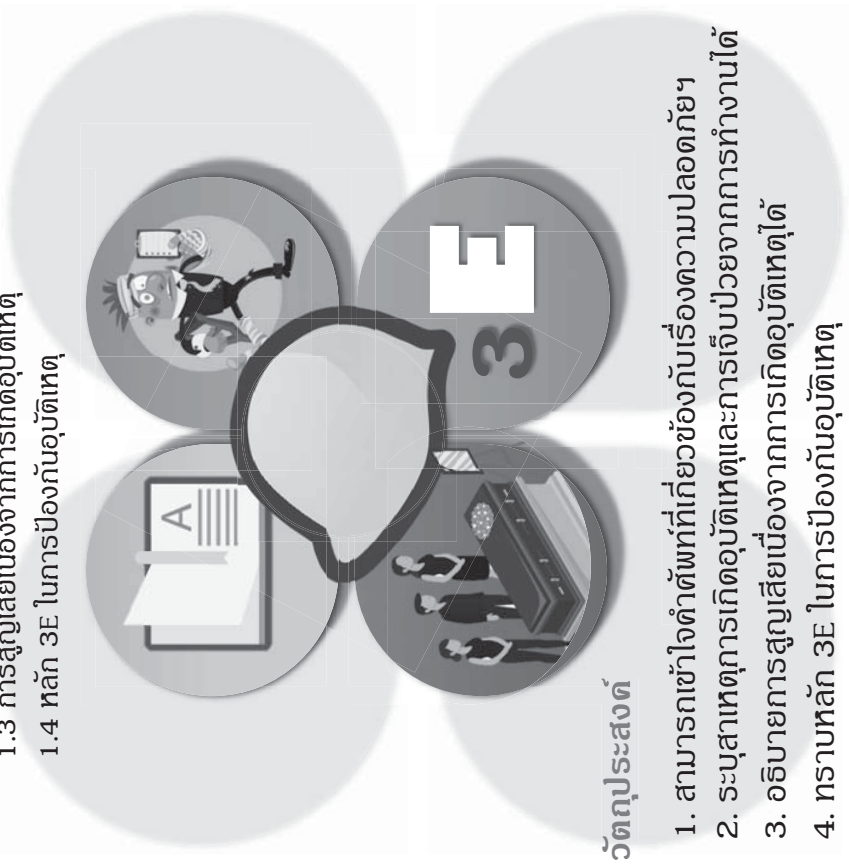 1.3 การสูญเสียเนื่องจากการเกิดอุบัติเหตุ
1.4 หลัก 3E ในการป้องกันอุบัติเหตุ
A
3E
วัตถุประสงค์
1. สามารถเข้าใจคำศัพท์ที่เกี่ยวข้องกับเรื่องความปลอดภัยฯ
2. ระบุสาเหตุการเกิดอุบัติเหตุและการเจ็บป่วยจากการทำงานได้
3. อธิบายการสูญเสียเนื่องจากการเกิดอุบัติเหตุได้
4. ทราบหลัก 3E ในการป้องกันอุบัติเหตุ